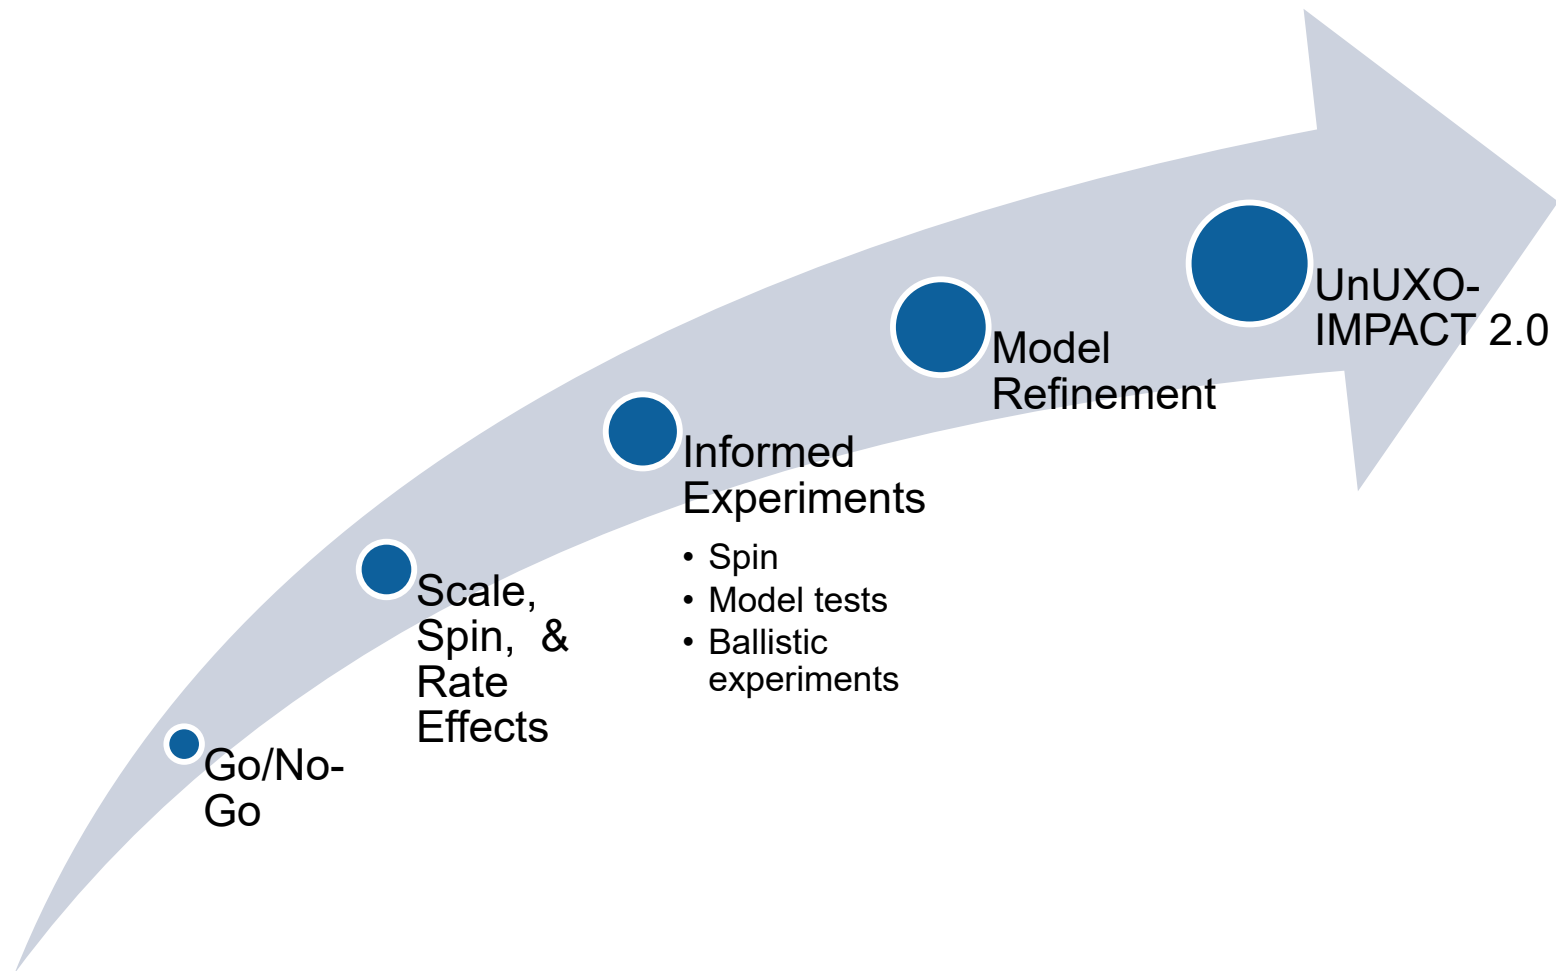 Go/No-
Go
Scale,
Spin,  &
Rate
Effects
Informed
Experiments
• Spin
• Model tests
• Ballistic
experiments
Model
Refinement
UnUXO-
IMPACT 2.0